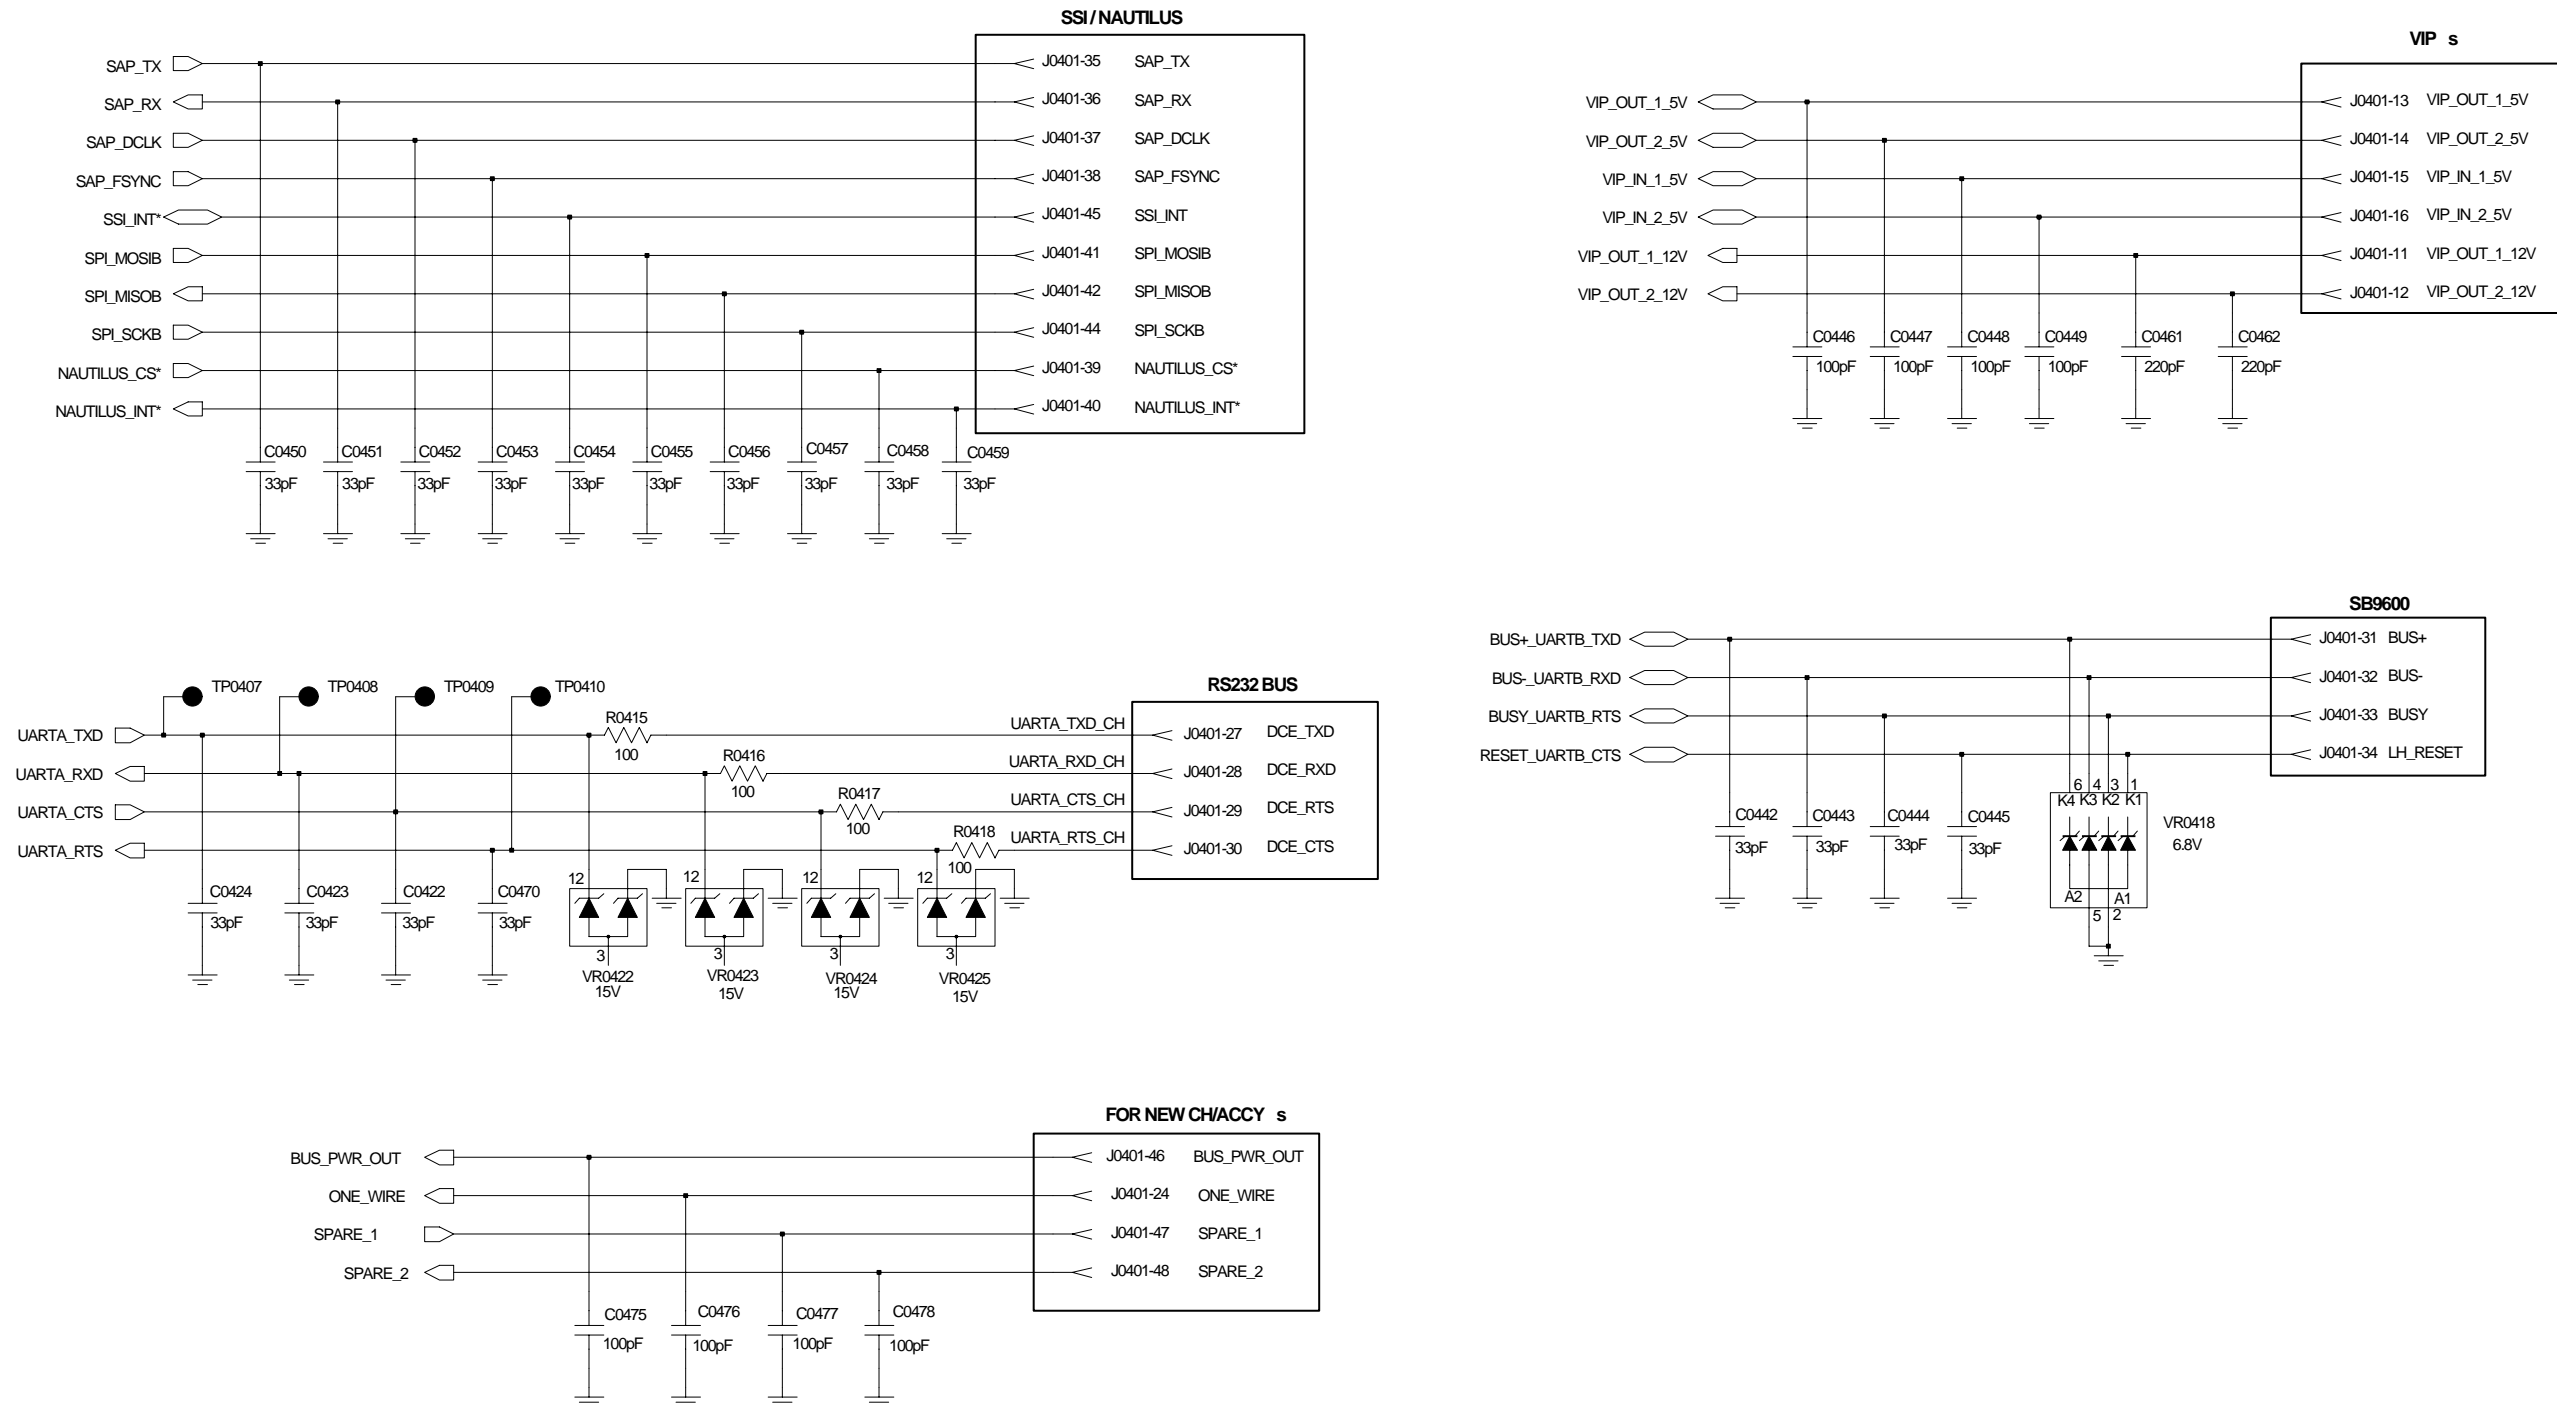 SSI / NAUTILUS
SAP_TX J0401-35 SAP_TX
SAP_RX J0401-36 SAP_RX
SAP_DCLK J0401-37 SAP_DCLK
SAP_FSYNC J0401-38 SAP_FSYNC
SSI_INT* J0401-45 SSI_INT
SPI_MOSIB J0401-41 SPI_MOSIB
SPI_MISOB J0401-42 SPI_MISOB
SPI_SCKB J0401-44 SPI_SCKB
NAUTILUS_CS* J0401-39 NAUTILUS_CS*
NAUTILUS_INT* J0401-40 NAUTILUS_INT*
C0450 C0451 C0452 C0453 C0454 C0455 C0456 C0457 C0458 C0459
33pF 33pF 33pF 33pF 33pF 33pF 33pF 33pF 33pF 33pF
VIP s
VIP_OUT_1_5V J0401-13 VIP_OUT_1_5V
VIP_OUT_2_5V J0401-14 VIP_OUT_2_5V
VIP_IN_1_5V J0401-15 VIP_IN_1_5V
VIP_IN_2_5V J0401-16 VIP_IN_2_5V
VIP_OUT_1_12V J0401-11 VIP_OUT_1_12V
VIP_OUT_2_12V J0401-12 VIP_OUT_2_12V
C0446 C0447 C0448 C0449 C0461 C0462
100pF 100pF 100pF 100pF 220pF 220pF
RS232 BUS
TP0407 TP0408 TP0409 TP0410
UARTA_TXD R0415 100 UARTA_TXD_CH J0401-27 DCE_TXD
UARTA_RXD R0416 100 UARTA_RXD_CH J0401-28 DCE_RXD
UARTA_CTS R0417 100 UARTA_CTS_CH J0401-29 DCE_RTS
UARTA_RTS R0418 100 UARTA_RTS_CH J0401-30 DCE_CTS
C0424 C0423 C0422 C0470
33pF 33pF 33pF 33pF
12 12 12 12
3 3 3 3
VR0422 VR0423 VR0424 VR0425
15V 15V 15V 15V
SB9600
BUS+_UARTB_TXD J0401-31 BUS+
BUS-_UARTB_RXD J0401-32 BUS-
BUSY_UARTB_RTS J0401-33 BUSY
RESET_UARTB_CTS J0401-34 LH_RESET
6 4 3 1
K4 K3 K2 K1
C0442 C0443 C0444 C0445 VR0418
33pF 33pF 33pF 33pF 6.8V
A2 A1
5 2
FOR NEW CH/ACCY s
BUS_PWR_OUT J0401-46 BUS_PWR_OUT
ONE_WIRE J0401-24 ONE_WIRE
SPARE_1 J0401-47 SPARE_1
SPARE_2 J0401-48 SPARE_2
C0475 C0476 C0477 C0478
100pF 100pF 100pF 100pF